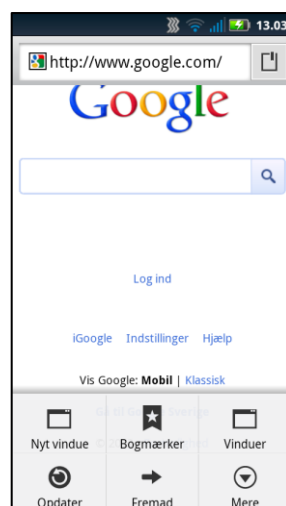 13.03
http://www.google.com/
Google
Log ind
iGoogle Indstillinger Hjælp
Vis Google: Mobil | Klassisk
Nyt vindue Bogmærker Vinduer
Opdater Fremad Mere